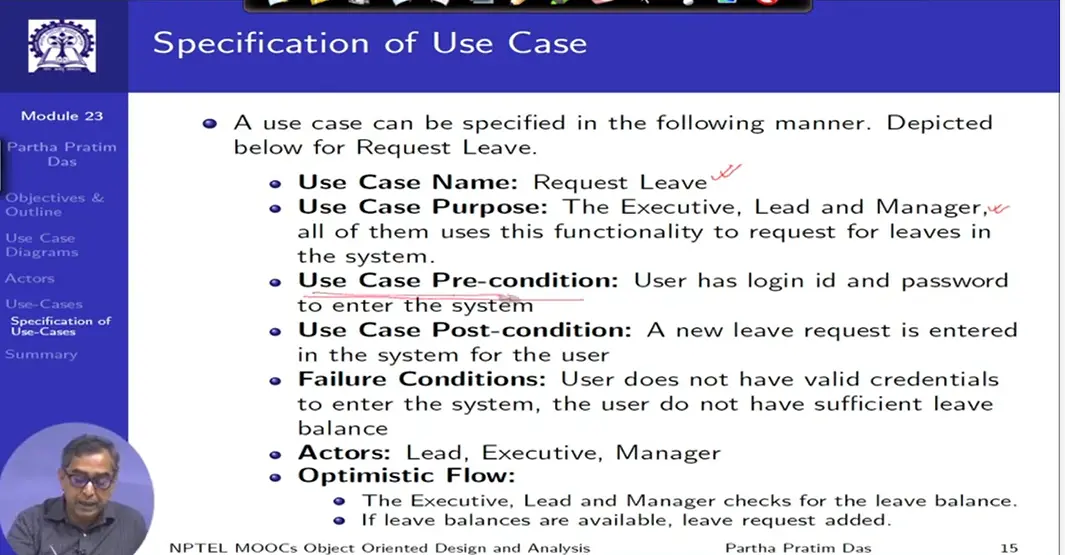 Specification of Use Case
Module 23
Partha Pratim
Das
Objectives &
Outline
Use Case
Diagrams
Actors
Use-Cases
Specification of
Use-Cases
Summary
A use case can be specified in the following manner. Depicted
below for Request Leave.
Use Case Name: Request Leave
Use Case Purpose: The Executive, Lead and Manager,
all of them uses this functionality to request for leaves in
the system.
Use Case Pre-condition: User has login id and password
to enter the system
Use Case Post-condition: A new leave request is entered
in the system for the user
Failure Conditions: User does not have valid credentials
to enter the system, the user do not have sufficient leave
balance
Actors: Lead, Executive, Manager
Optimistic Flow:
The Executive, Lead and Manager checks for the leave balance.
If leave balances are available, leave request added.
NPTEL MOOCs Object Oriented Design and Analysis
Partha Pratim Das
15